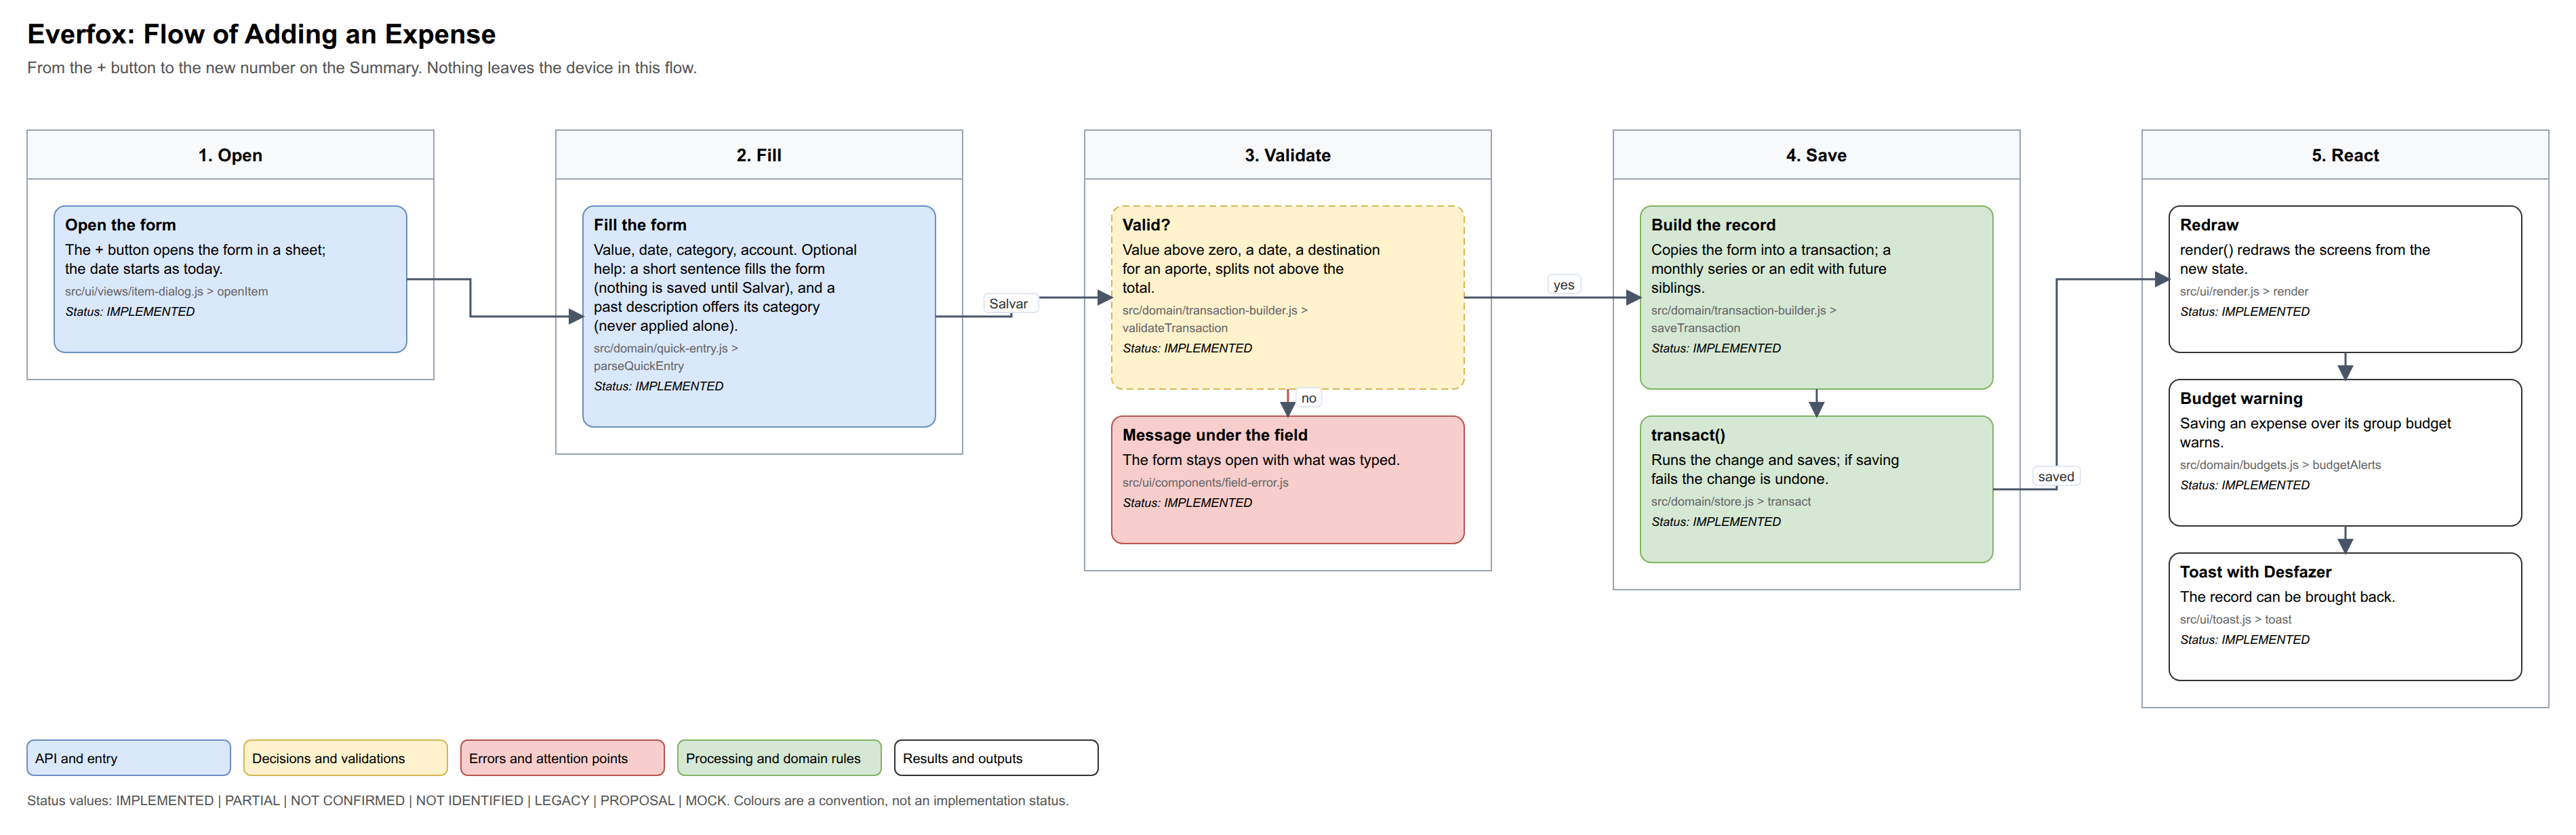 Everfox: Flow of Adding an Expense
From the + button to the new number on the Summary. Nothing leaves the device in this flow.
1. Open
Open the form
The + button opens the form in a sheet;
the date starts as today.
src/ui/views/item-dialog.js > openItem
Status: IMPLEMENTED
2. Fill
Fill the form
Value, date, category, account. Optional
help: a short sentence fills the form
(nothing is saved until Salvar), and a
past description offers its category
(never applied alone).
src/domain/quick-entry.js >
parseQuickEntry
Status: IMPLEMENTED
Salvar
3. Validate
Valid?
Value above zero, a date, a destination
for an aporte, splits not above the
total.
src/domain/transaction-builder.js >
validateTransaction
Status: IMPLEMENTED
no
Message under the field
The form stays open with what was typed.
src/ui/components/field-error.js
Status: IMPLEMENTED
yes
4. Save
Build the record
Copies the form into a transaction; a
monthly series or an edit with future
siblings.
src/domain/transaction-builder.js >
saveTransaction
Status: IMPLEMENTED
transact()
Runs the change and saves; if saving
fails the change is undone.
src/domain/store.js > transact
Status: IMPLEMENTED
saved
5. React
Redraw
render() redraws the screens from the
new state.
src/ui/render.js > render
Status: IMPLEMENTED
Budget warning
Saving an expense over its group budget
warns.
src/domain/budgets.js > budgetAlerts
Status: IMPLEMENTED
Toast with Desfazer
The record can be brought back.
src/ui/toast.js > toast
Status: IMPLEMENTED
API and entry
Decisions and validations
Errors and attention points
Processing and domain rules
Results and outputs
Status values: IMPLEMENTED | PARTIAL | NOT CONFIRMED | NOT IDENTIFIED | LEGACY | PROPOSAL | MOCK. Colours are a convention, not an implementation status.